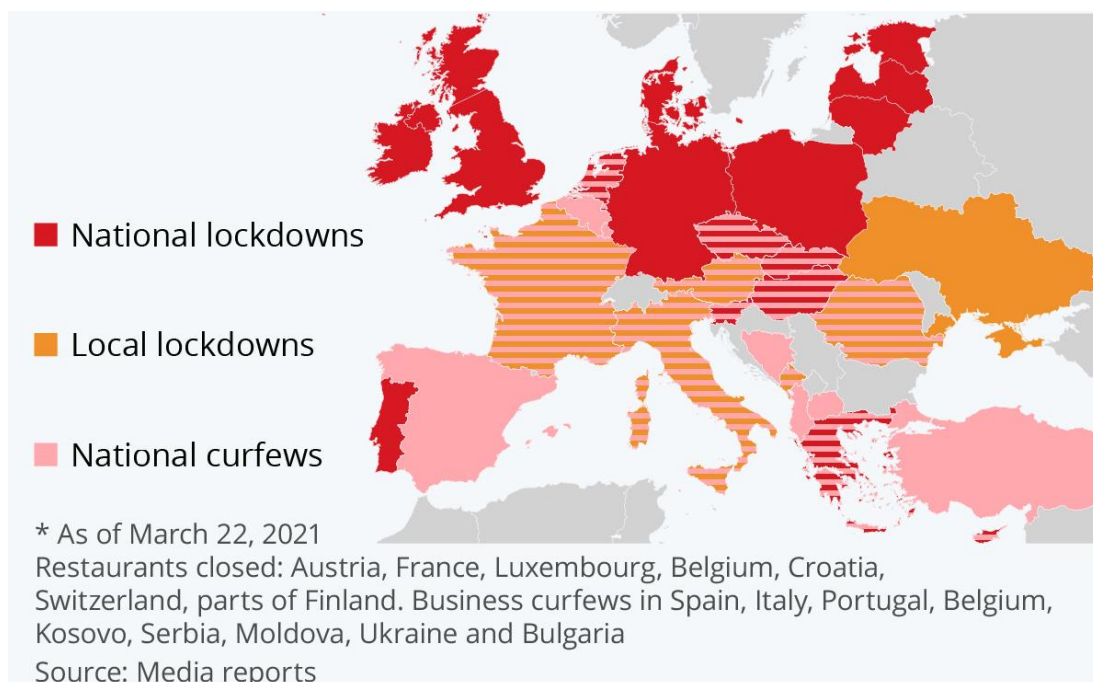 National lockdowns
Local lockdowns
National curfews
* As of March 22, 2021
Restaurants closed: Austria, France, Luxembourg, Belgium, Croatia,
Switzerland, parts of Finland. Business curfews in Spain, Italy, Portugal, Belgium,
Kosovo, Serbia, Moldova, Ukraine and Bulgaria
Source: Media reports